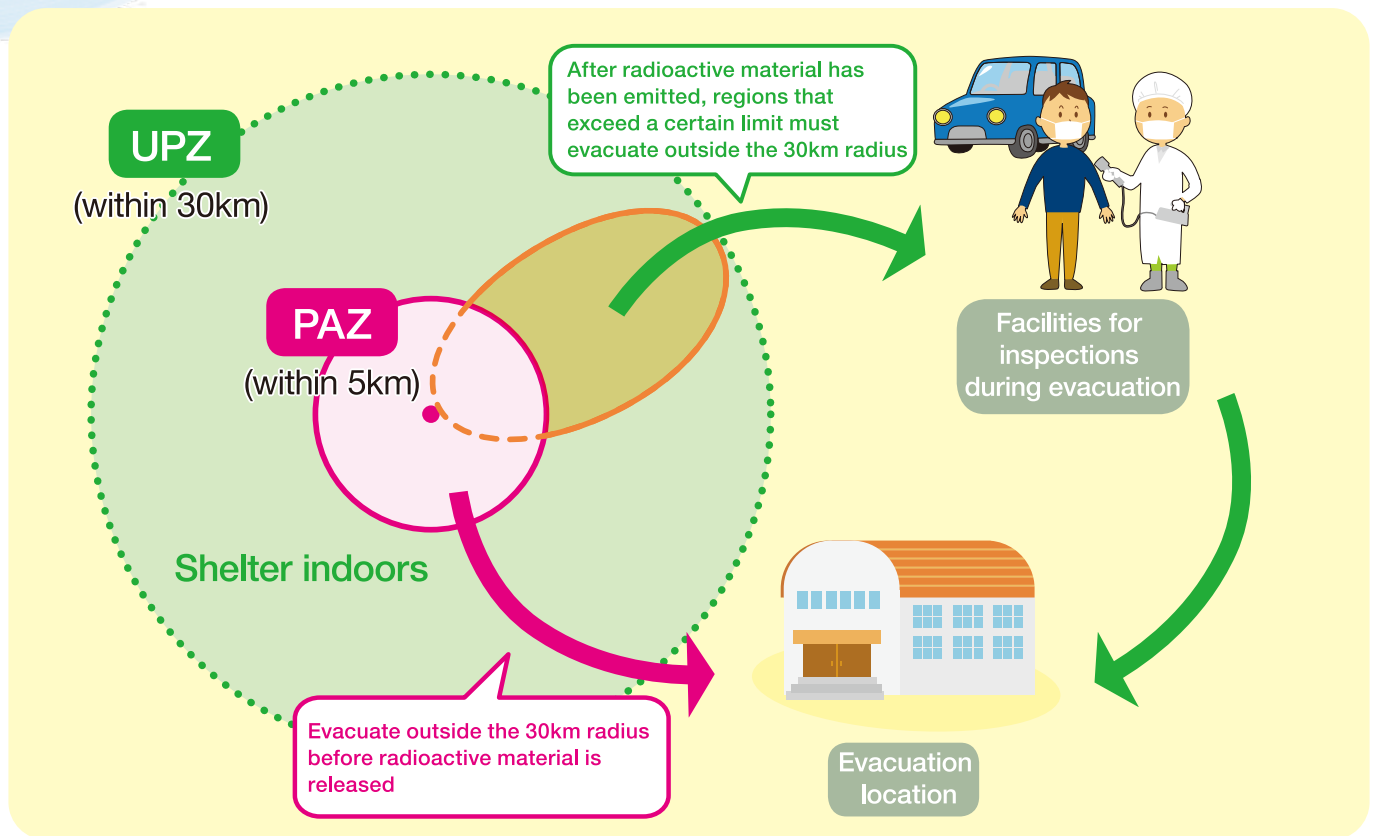 UPZ
(within 30km)
After radioactive material has
been emitted, regions that
exceed a certain limit must
evacuate outside the 30km radius
PAZ
(within 5km)
Facilities for
inspections
during evacuation
Shelter indoors
Evacuate outside the 30km radius
before radioactive material is
released
Evacuation
location